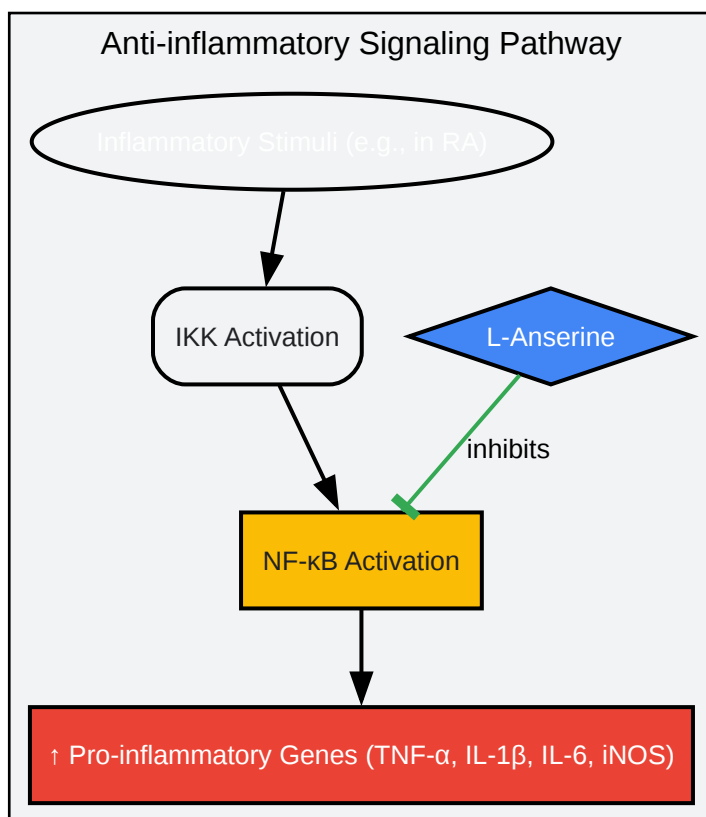 Anti-inflammatory Signaling Pathway
Inflammatory Stimuli (e.g., in RA)
IKK Activation
L-Anserine
inhibits
NF-κB Activation
↑ Pro-inflammatory Genes (TNF-α, IL-1β, IL-6, iNOS)